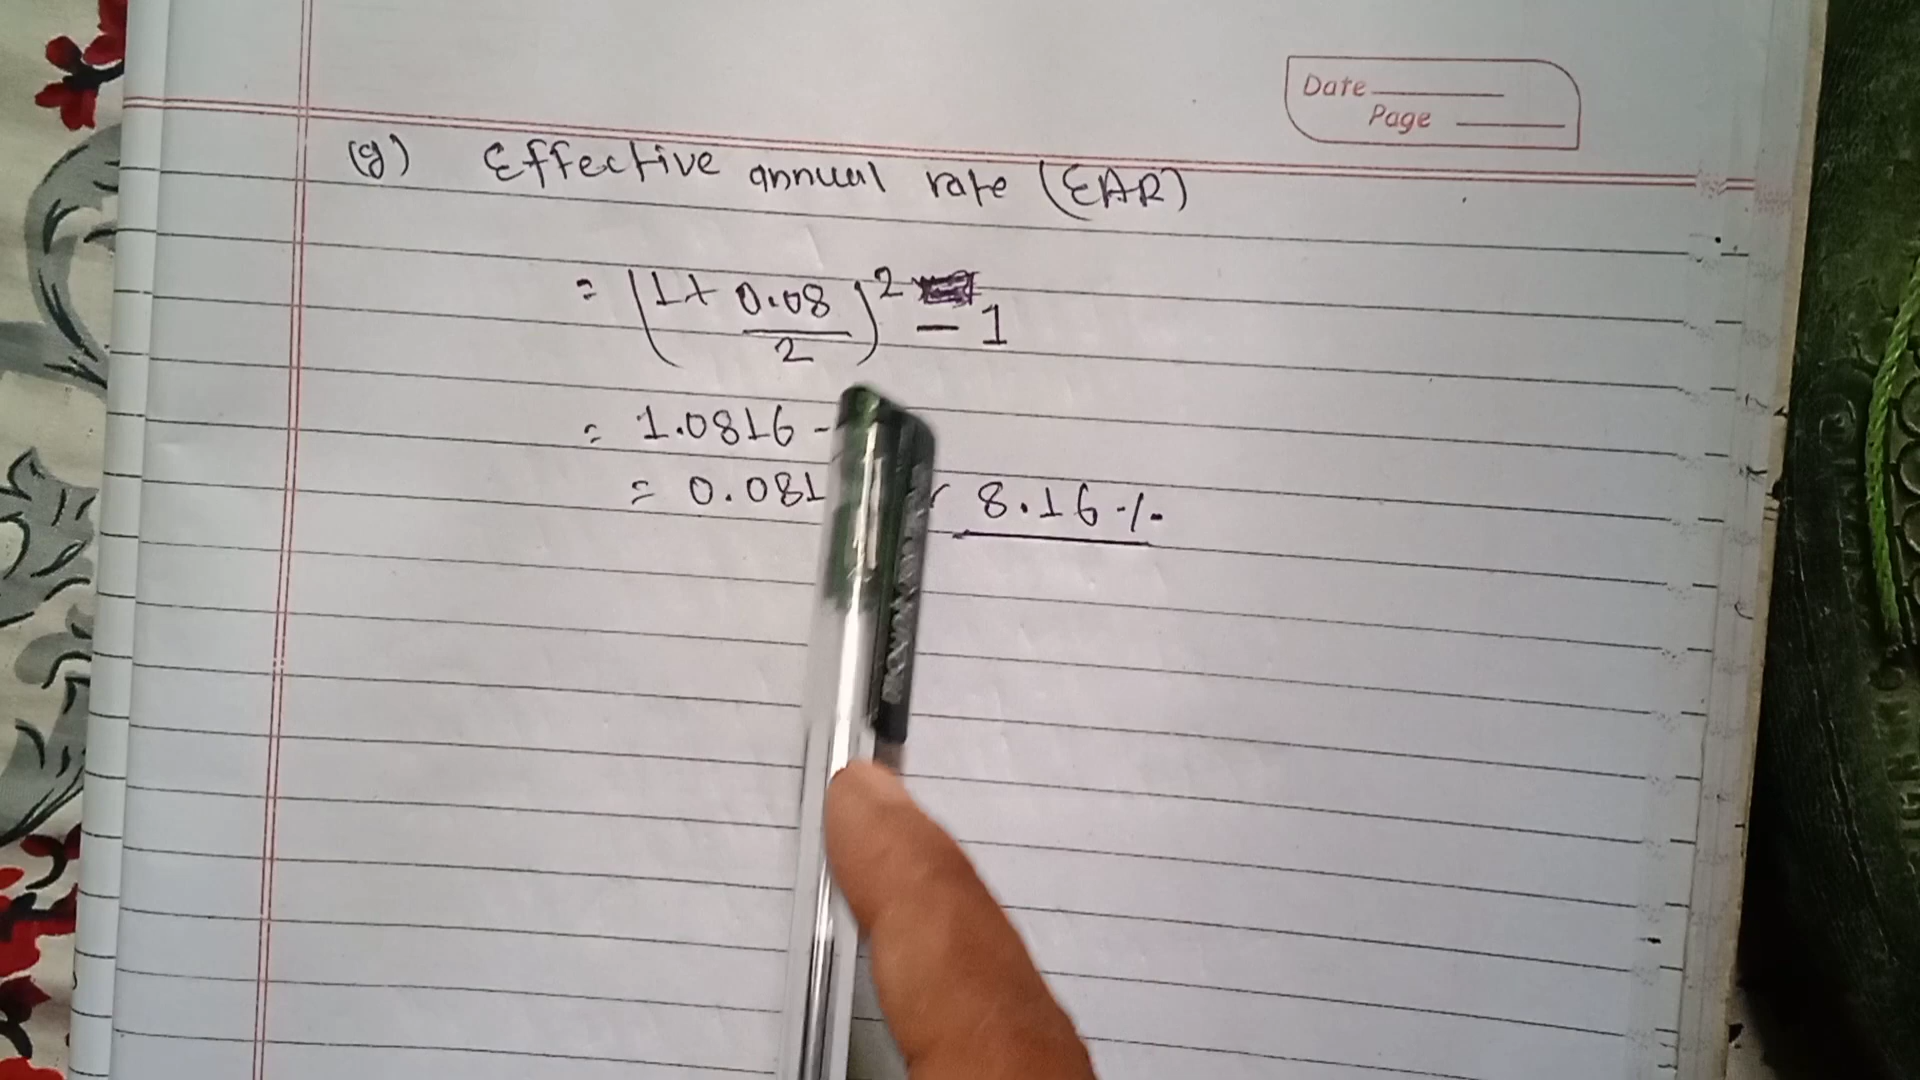 Date
Page
(g) Effective annual rate (EAR)
= (1 + 0.08/2)² - 1
= 1.0816 -
= 0.081 8.16 %